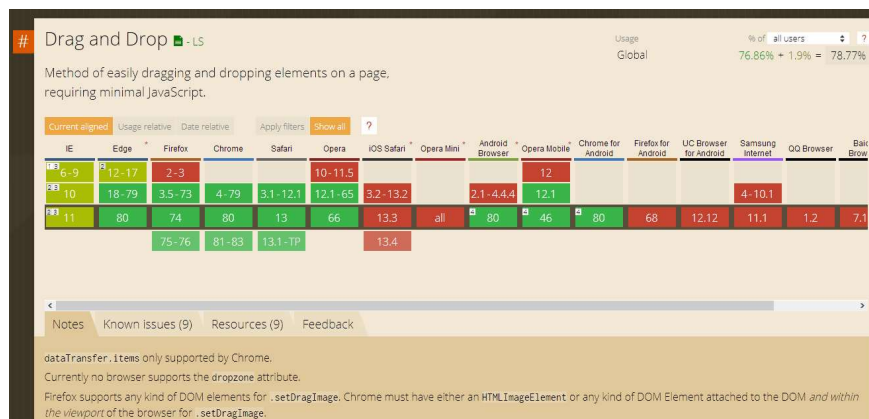 #
Drag and Drop - LS
Usage % of all users ?
Global 76.86% + 1.9% = 78.77%
Method of easily dragging and dropping elements on a page,
requiring minimal JavaScript.
Current aligned Usage relative Date relative Apply filters Show all ?
IE Edge * Firefox Chrome Safari Opera iOS Safari * Opera Mini * Android Browser * Opera Mobile * Chrome for Android Firefox for Android UC Browser for Android Samsung Internet QQ Browser Baid Brow
6-9 12-17 2-3 10-11.5 12
10 18-79 3.5-73 4-79 3.1-12.1 12.1-65 3.2-13.2 2.1-4.4.4 12.1 4-10.1
11 80 74 80 13 66 13.3 all 80 46 80 68 12.12 11.1 1.2 7.1
75-76 81-83 13.1-TP 13.4
Notes Known issues (9) Resources (9) Feedback
dataTransfer.items only supported by Chrome.
Currently no browser supports the dropzone attribute.
Firefox supports any kind of DOM elements for .setDragImage. Chrome must have either an HTMLImageElement or any kind of DOM Element attached to the DOM and within
the viewport of the browser for .setDragImage.